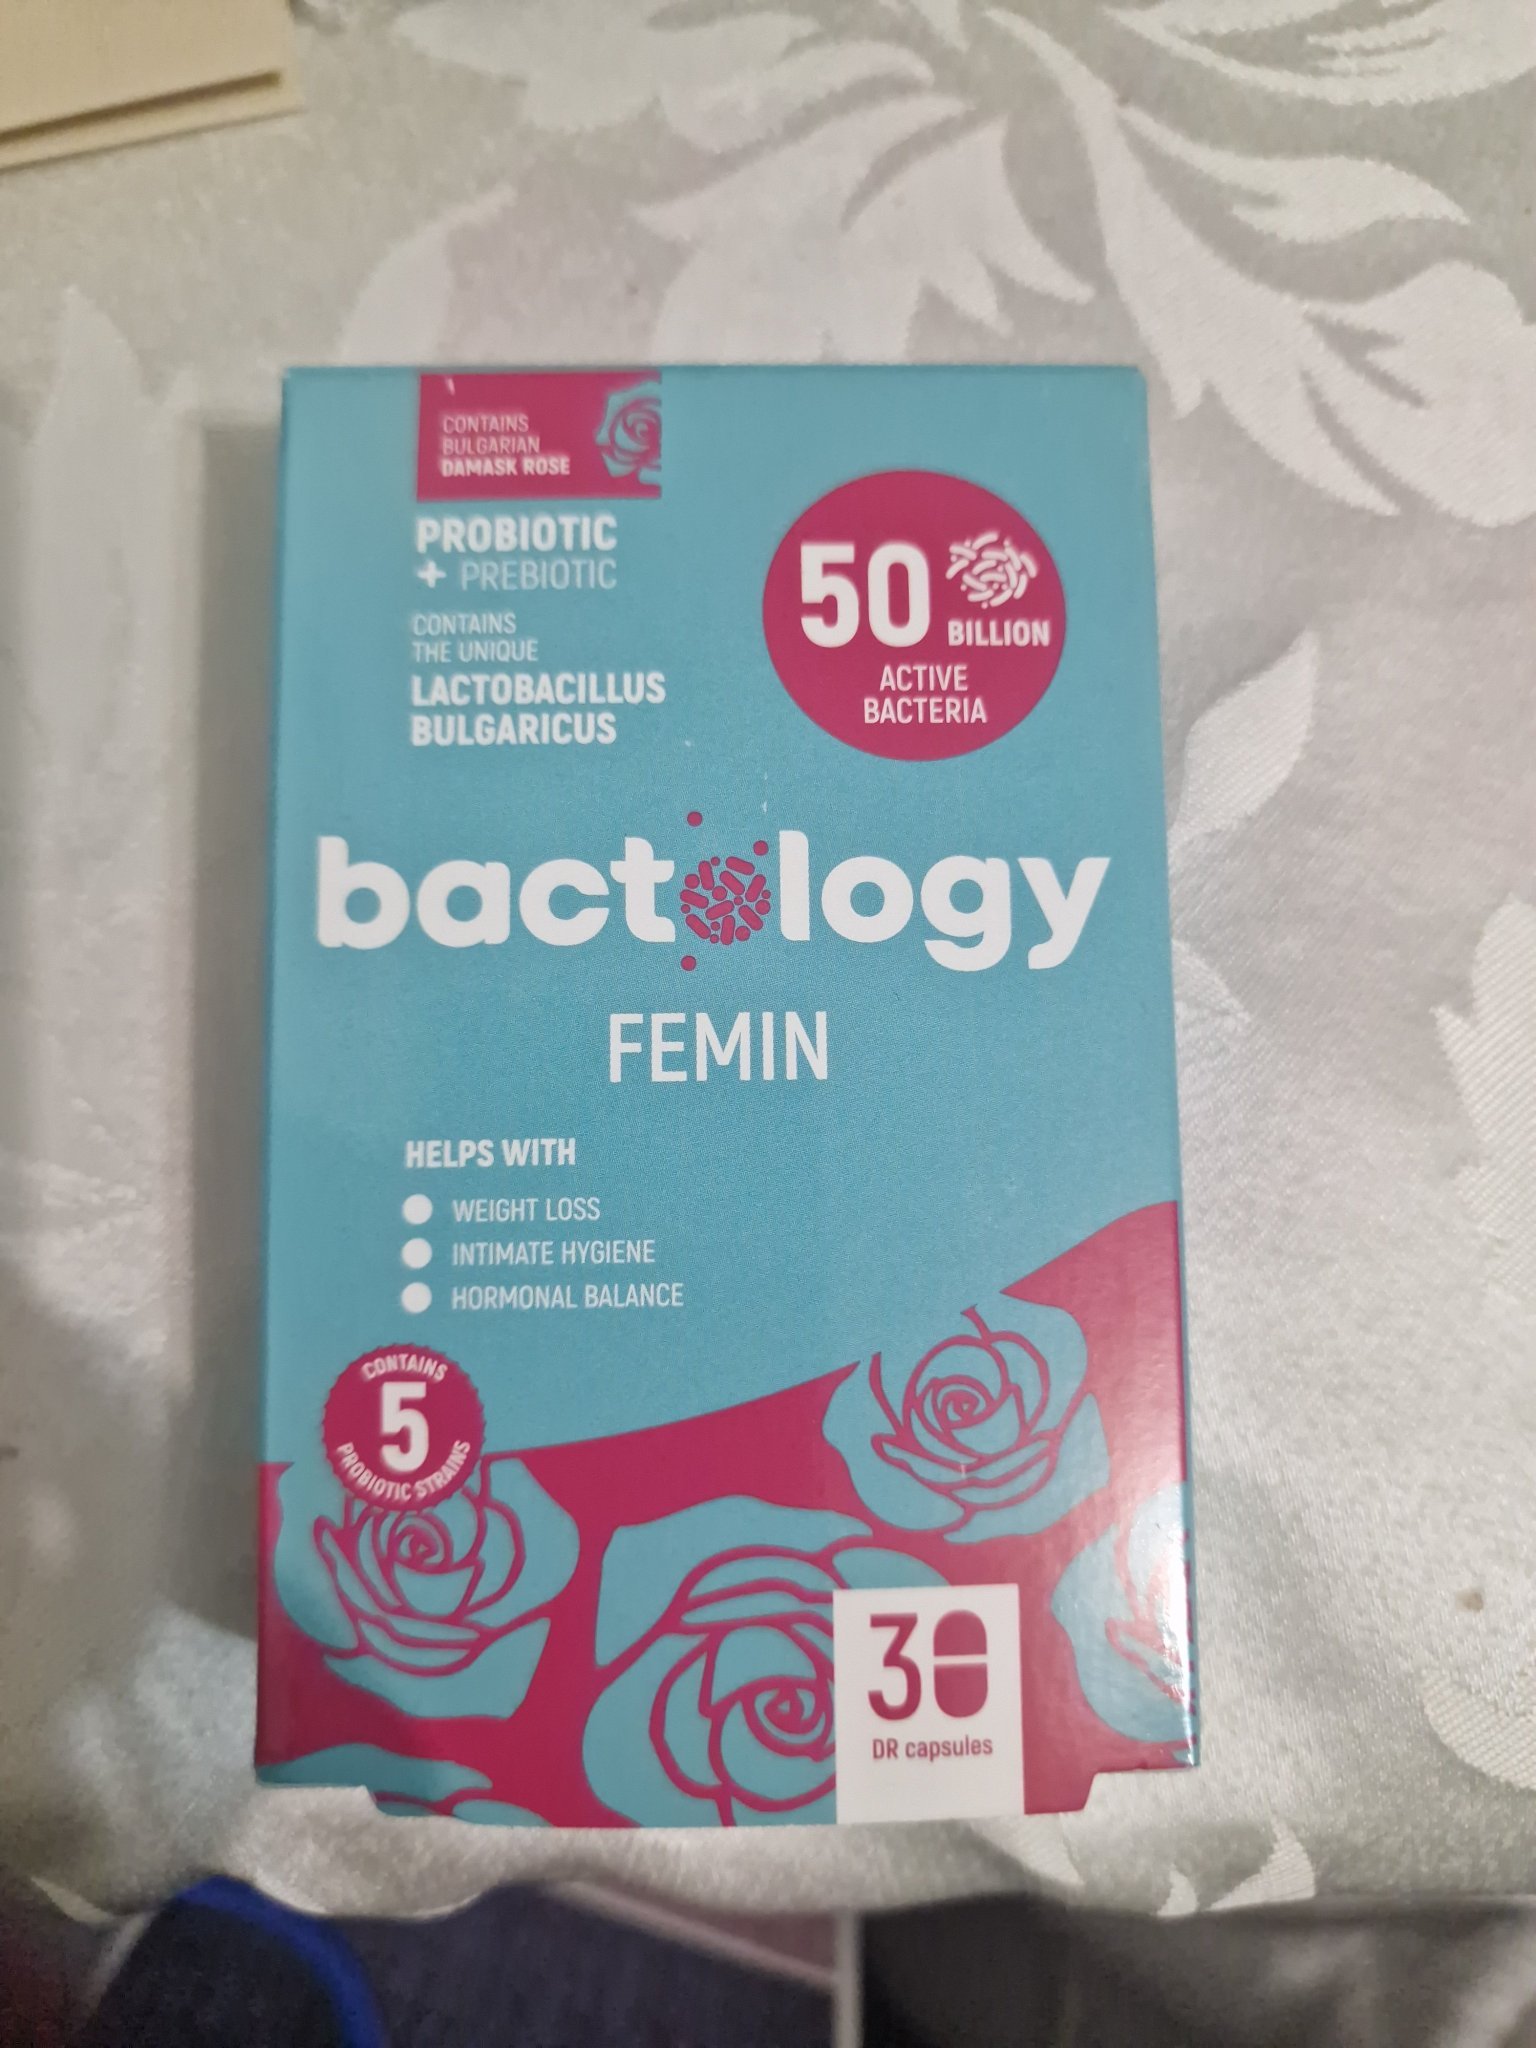 CONTAINS
BULGARIAN
DAMASK ROSE
PROBIOTIC
+ PREBIOTIC
CONTAINS
THE UNIQUE
LACTOBACILLUS
BULGARICUS
50
BILLION
ACTIVE
BACTERIA
bactology
FEMIN
HELPS WITH
WEIGHT LOSS
INTIMATE HYGIENE
HORMONAL BALANCE
CONTAINS
5
PROBIOTIC STRAINS
30
DR capsules